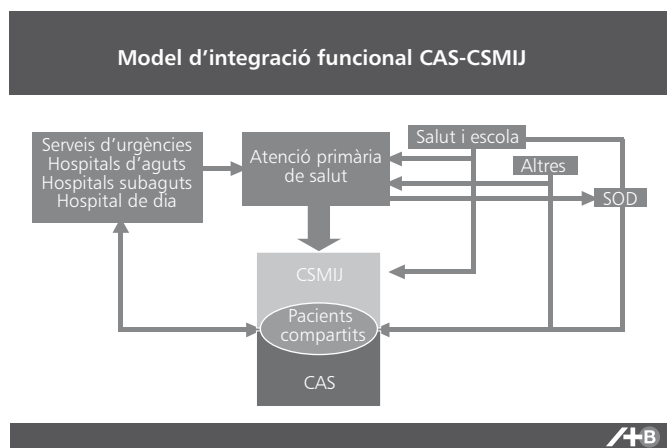 Model d’integració funcional CAS-CSMIJ
Serveis d’urgències
Hospitals d’aguts
Hospitals subaguts
Hospital de dia
Atenció primària
de salut
Salut i escola
Altres
SOD
CSMIJ
Pacients
compartits
CAS